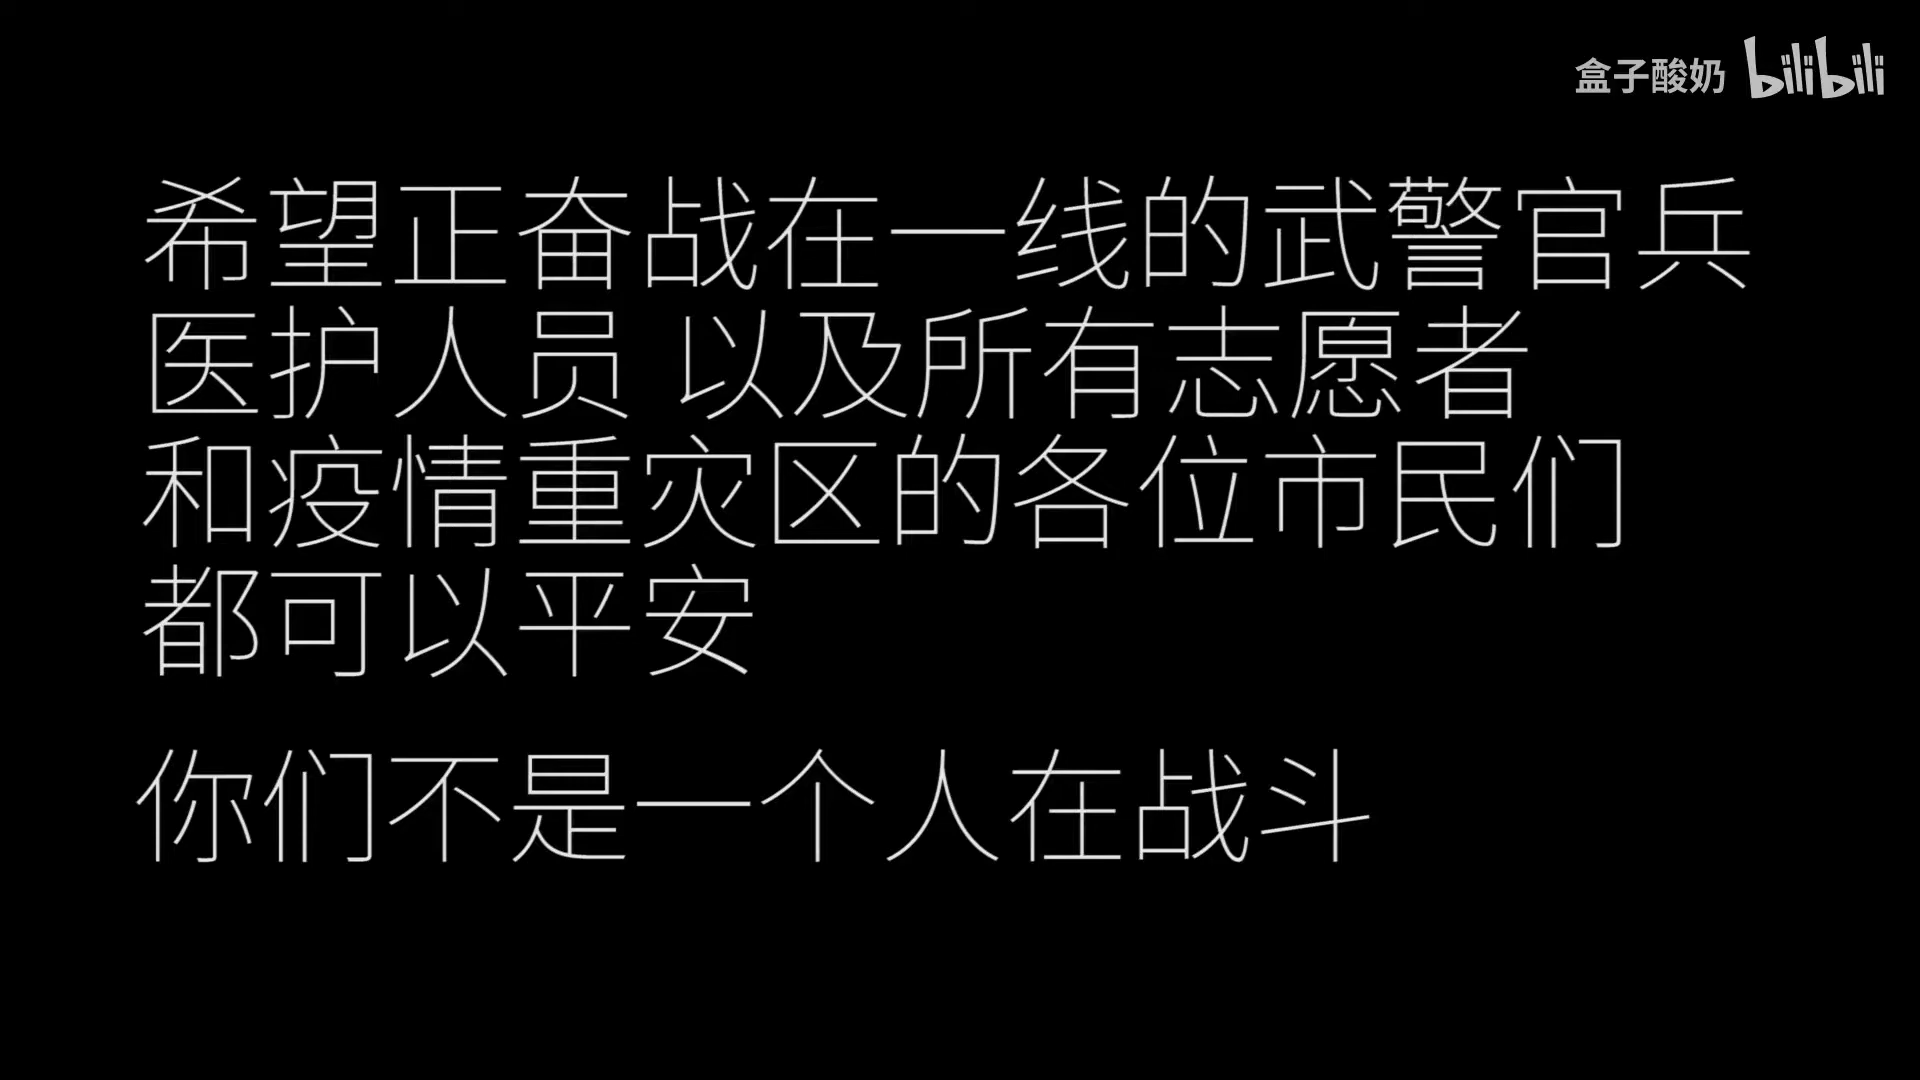 盒子酸奶 bilibili
希望正奋战在一线的武警官兵
医护人员 以及所有志愿者
和疫情重灾区的各位市民们
都可以平安
你们不是一个人在战斗